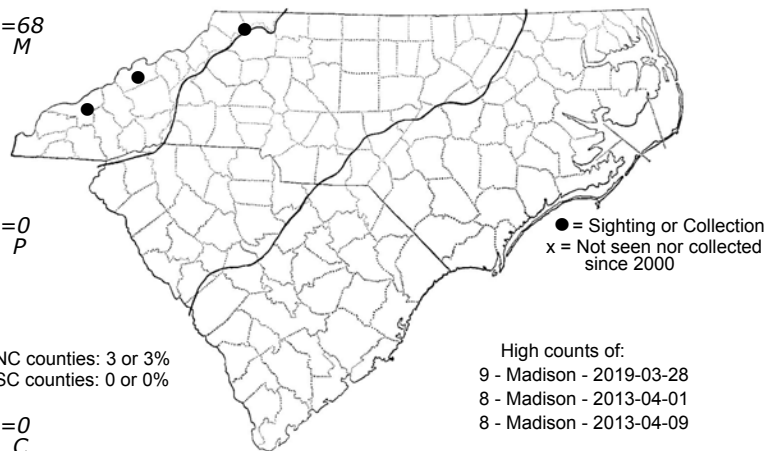 =68
M
=0
P
● = Sighting or Collection
x = Not seen nor collected
since 2000
NC counties: 3 or 3%
SC counties: 0 or 0%
High counts of:
9 - Madison - 2019-03-28
8 - Madison - 2013-04-01
8 - Madison - 2013-04-09
=0
C